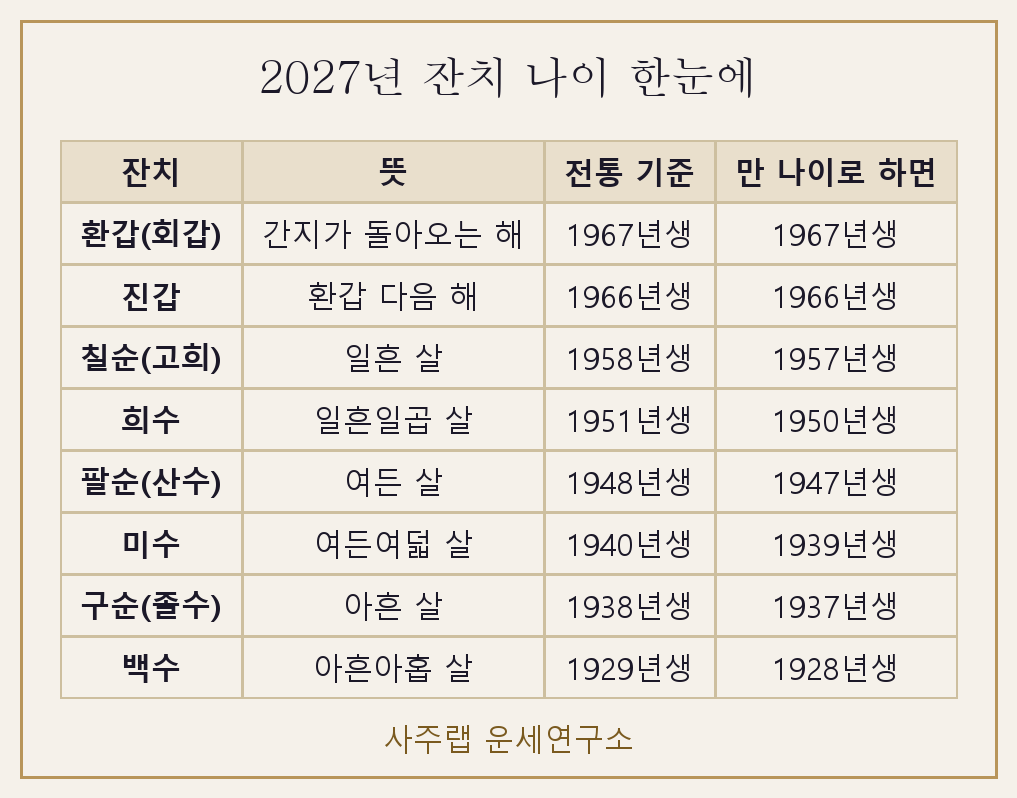 2027년 잔치 나이 한눈에
잔치 뜻 전통 기준 만 나이로 하면
환갑(회갑) 간지가 돌아오는 해 1967년생 1967년생
진갑 환갑 다음 해 1966년생 1966년생
칠순(고희) 일흔 살 1958년생 1957년생
희수 일흔일곱 살 1951년생 1950년생
팔순(산수) 여든 살 1948년생 1947년생
미수 여든여덟 살 1940년생 1939년생
구순(졸수) 아흔 살 1938년생 1937년생
백수 아흔아홉 살 1929년생 1928년생
사주랩 운세연구소